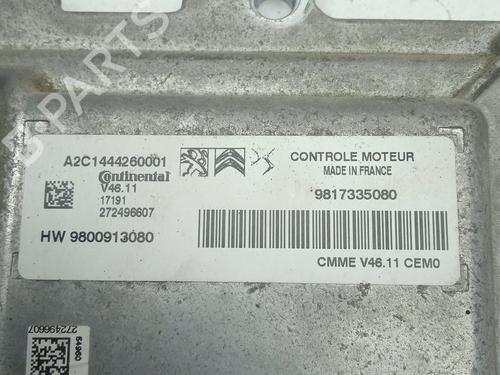 A2C1444260001
Continental
V46.11
17191
272496607
HW 9800913080
CONTROLE MOTEUR
MADE IN FRANCE
9817335080
CMME V46.11 CEM0
272496607
64960
B-PARTS